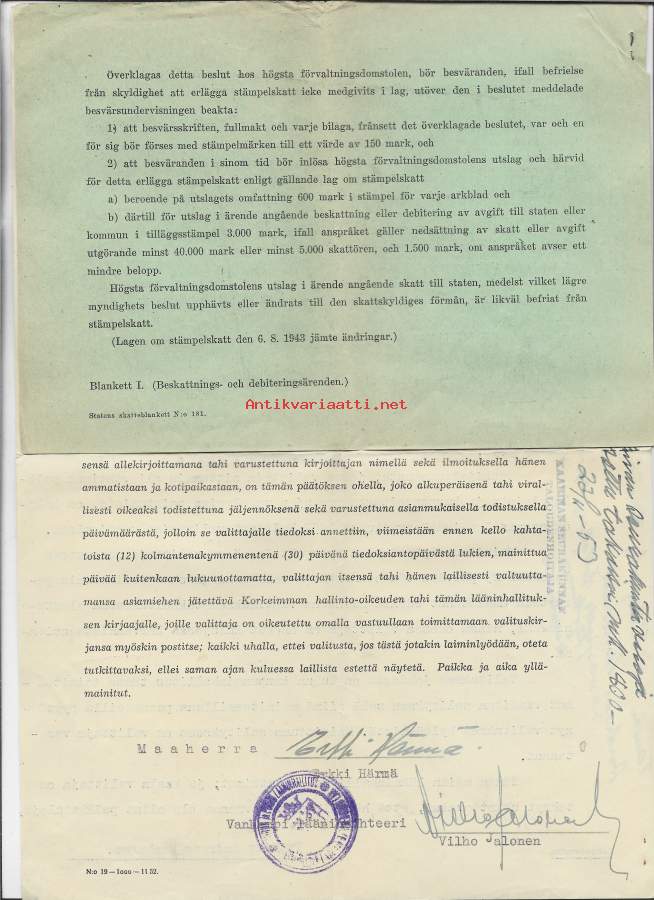 Överklagas detta beslut hos högsta förvaltningsdomstolen, bör besväranden, ifall befrielse
från skyldighet att erlägga stämpelskatt icke medgivits i lag, utöver den i beslutet meddelade
besvärsundervisningen beakta:
1) att besvärsskriften, fullmakt och varje bilaga, frånsett det överklagade beslutet, var och en
för sig bör förses med stämpelmärken till ett värde av 150 mark, och
2) att besväranden i sinom tid bör inlösa högsta förvaltningsdomstolens utslag och härvid
för detta erlägga stämpelskatt enligt gällande lag om stämpelskatt
a) beroende på utslagets omfattning 600 mark i stämpel för varje arkblad och
b) därtill för utslag i ärende angående beskattning eller debitering av avgift till staten eller
kommun i tilläggsstämpel 3.000 mark, ifall anspråket gäller nedsättning av skatt eller avgift
utgörande minst 40.000 mark eller minst 5.000 skattören, och 1.500 mark, om anspråket avser ett
mindre belopp.
Högsta förvaltningsdomstolens utslag i ärende angående skatt till staten, medelst vilket lägre
myndighets beslut upphävts eller ändrats till den skattskyldiges förmån, är likväl befriat från
stämpelskatt.
(Lagen om stämpelskatt den 6. 8. 1943 jämte ändringar.)
Blankett I. (Beskattnings- och debiteringsärenden.)
Antikvariaatti.net
Statens skatteblankett N:o 181.
sensä allekirjoittamana tahi varustettuna kirjoittajan nimellä sekä ilmoituksella hänen
ammatistaan ja kotipaikastaan, on tämän päätöksen ohella, joko alkuperäisenä tahi viral-
lisesti oikeaksi todistettuna jäljennöksenä sekä varustettuna asianmukaisella todistuksella
päivämäärästä, jolloin se valittajalle tiedoksi annettiin, viimeistään ennen kello kahta-
toista (12) kolmantenakymmenentenä (30) päivänä tiedoksiantopäivästä lukien, mainittua
päivää kuitenkaan lukuunottamatta, valittajan itsensä tahi hänen laillisesti valtuutta-
mansa asiamiehen jätettävä Korkeimman hallinto-oikeuden tahi tämän lääninhallituk-
sen kirjaajalle, joille valittaja on oikeutettu omalla vastuullaan toimittamaan valituskir-
jansa myöskin postitse; kaikki uhalla, ettei valitusta, jos tästä jotakin laiminlyödään, oteta
tutkittavaksi, ellei saman ajan kuluessa laillista estettä näytetä. Paikka ja aika yllä-
mainitut.
Maaherra
Erkki Härmä
Vanhempi lääninsihteeri
Vilho Jalonen
N:o 19 — 1000 — 11 52.